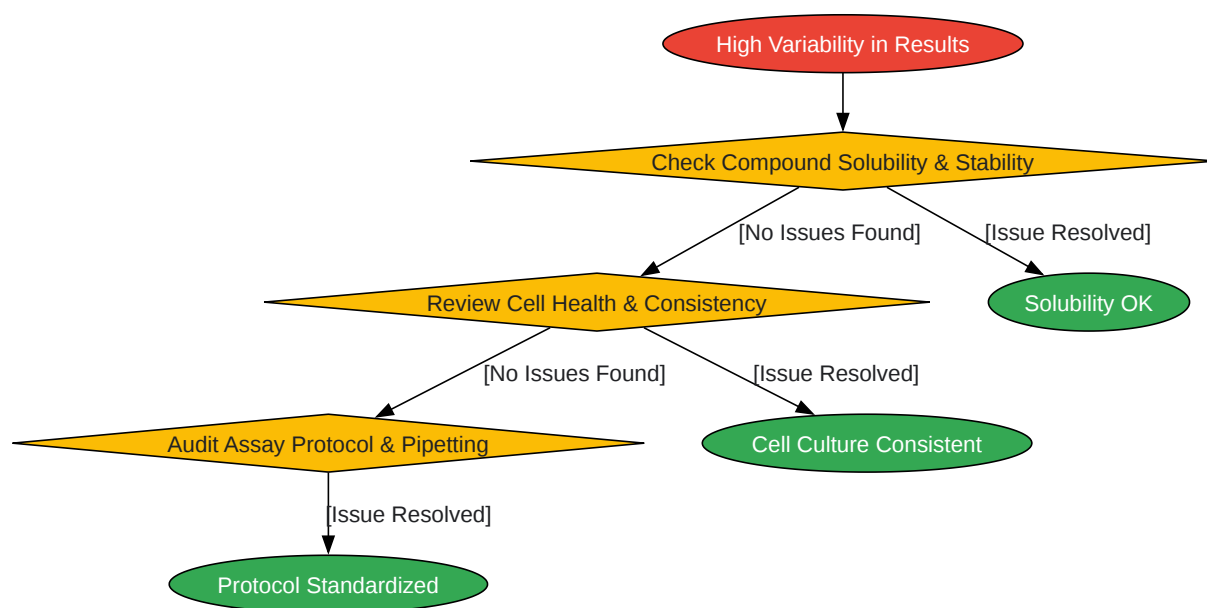 High Variability in Results
Check Compound Solubility & Stability
[No Issues Found]
[Issue Resolved]
Review Cell Health & Consistency
Solubility OK
[No Issues Found]
[Issue Resolved]
Audit Assay Protocol & Pipetting
Cell Culture Consistent
[Issue Resolved]
Protocol Standardized